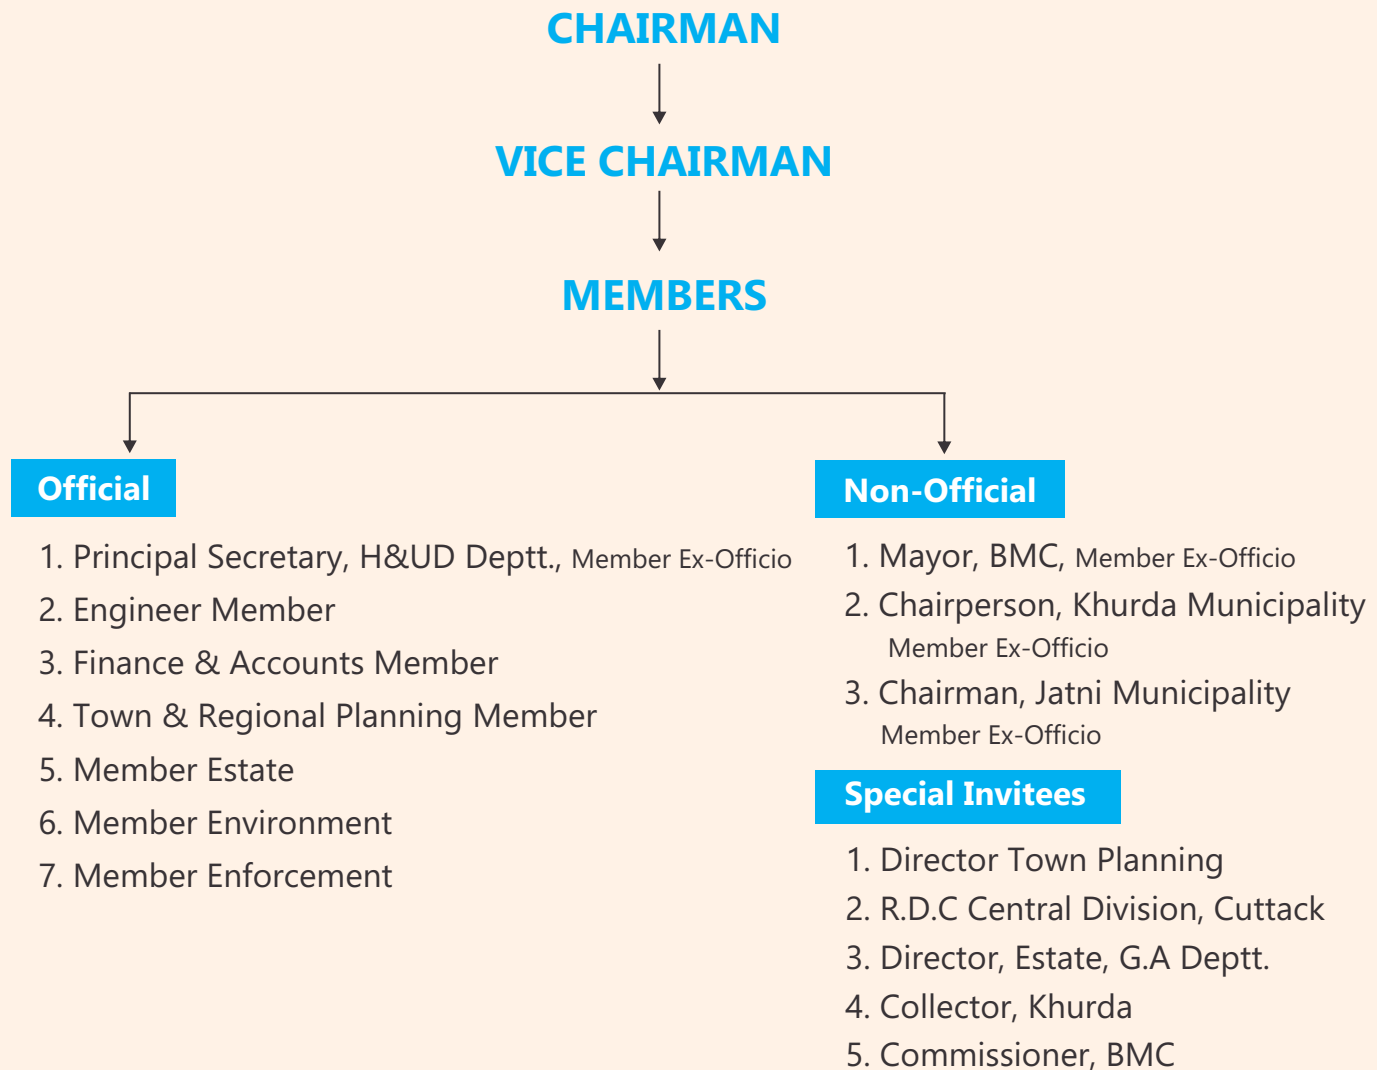 CHAIRMAN
VICE CHAIRMAN
MEMBERS
Official
1. Principal Secretary, H&UD Deptt., Member Ex-Officio
2. Engineer Member
3. Finance & Accounts Member
4. Town & Regional Planning Member
5. Member Estate
6. Member Environment
7. Member Enforcement
Non-Official
1. Mayor, BMC, Member Ex-Officio
2. Chairperson, Khurda Municipality
Member Ex-Officio
3. Chairman, Jatni Municipality
Member Ex-Officio
Special Invitees
1. Director Town Planning
2. R.D.C Central Division, Cuttack
3. Director, Estate, G.A Deptt.
4. Collector, Khurda
5. Commissioner, BMC